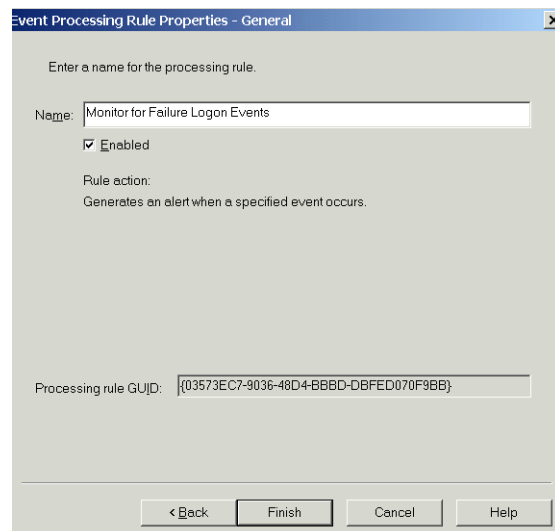 Event Processing Rule Properties - General
Enter a name for the processing rule.
Name: Monitor for Failure Logon Events
Enabled
Rule action:
Generates an alert when a specified event occurs.
Processing rule GUID: {03573EC7-9036-48D4-BBBD-DBFED070F9BB}
< Back Finish Cancel Help